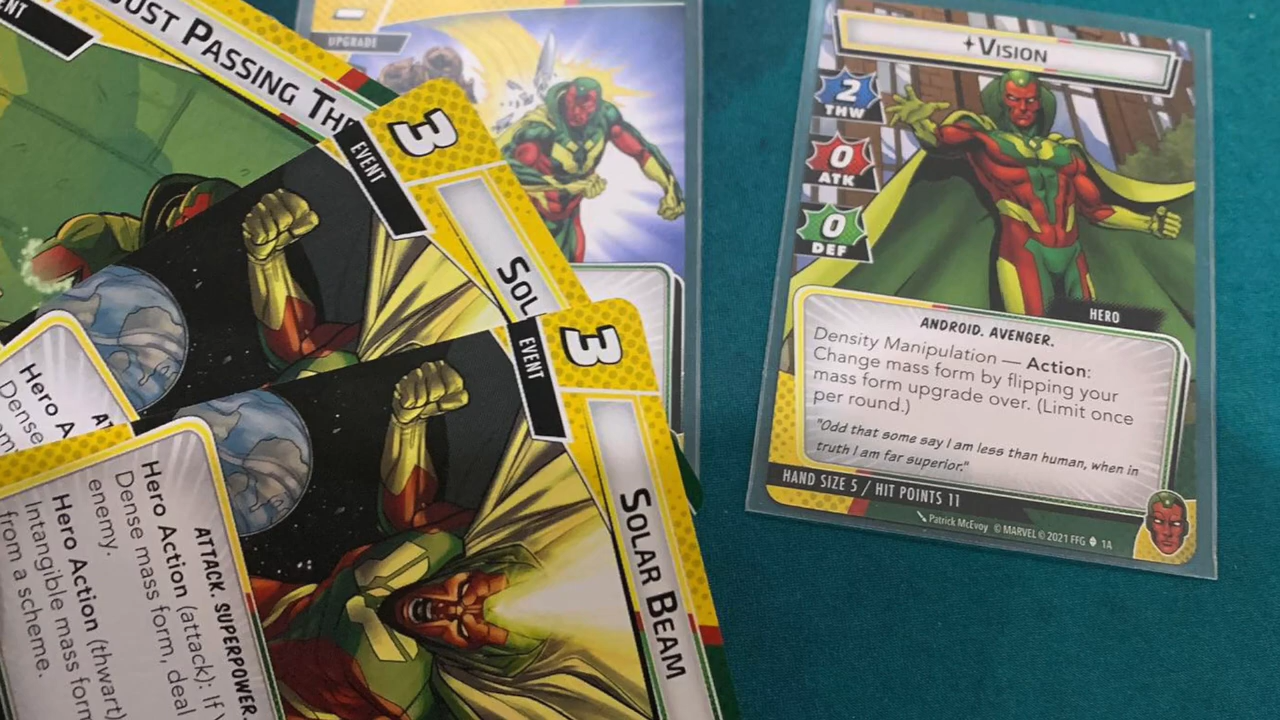 JUST PASSING TH
UPGRADE
3
EVENT
SOL
Hero A
Dense
3
EVENT
SOLAR BEAM
ATTACK. SUPERPOWER.
Hero Action (attack): If
Dense mass form, deal
enemy.
Hero Action (thwart)
Intangible mass form
from a scheme.
VISION
2
THW
0
ATK
0
DEF
HERO
ANDROID. AVENGER.
Density Manipulation — Action:
Change mass form by flipping your
mass form upgrade over. (Limit once
per round.)
"Odd that some say I am less than human, when in
truth I am far superior."
HAND SIZE 5 / HIT POINTS 11
Patrick McEvoy © MARVEL © 2021 FFG 1A